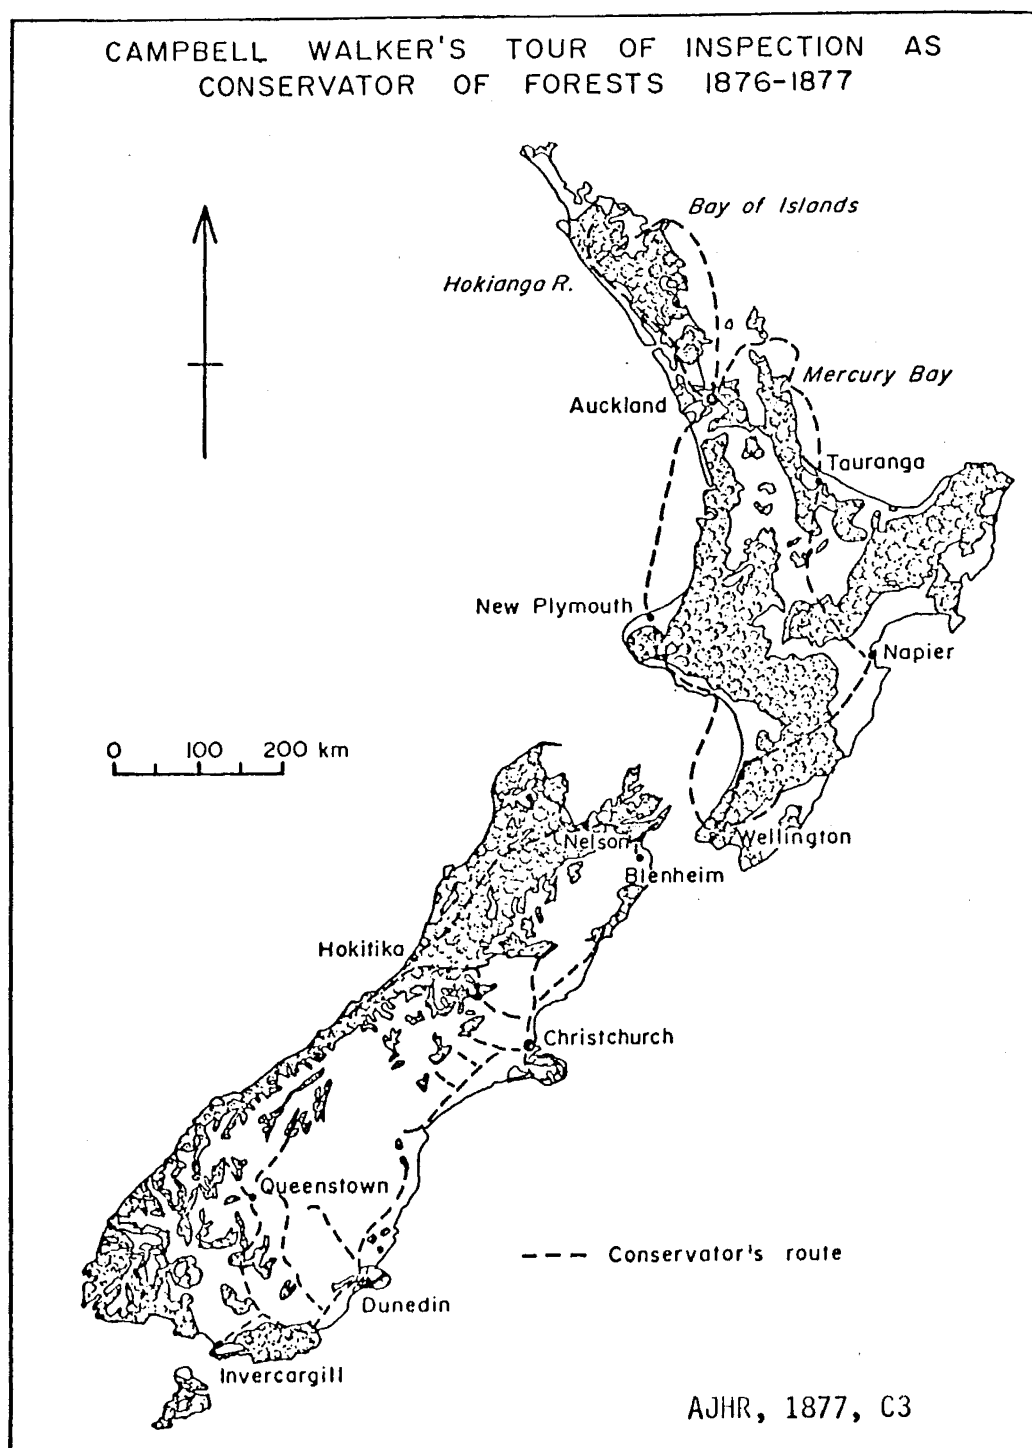 CAMPBELL WALKER'S TOUR OF INSPECTION AS
CONSERVATOR OF FORESTS 1876-1877
Bay of Islands
Hokianga R.
Mercury Bay
Auckland
Tauranga
New Plymouth
Napier
0 100 200 km
Nelson
Wellington
Blenheim
Hokitika
Christchurch
Queenstown
Conservator's route
Dunedin
Invercargill
AJHR, 1877, C3